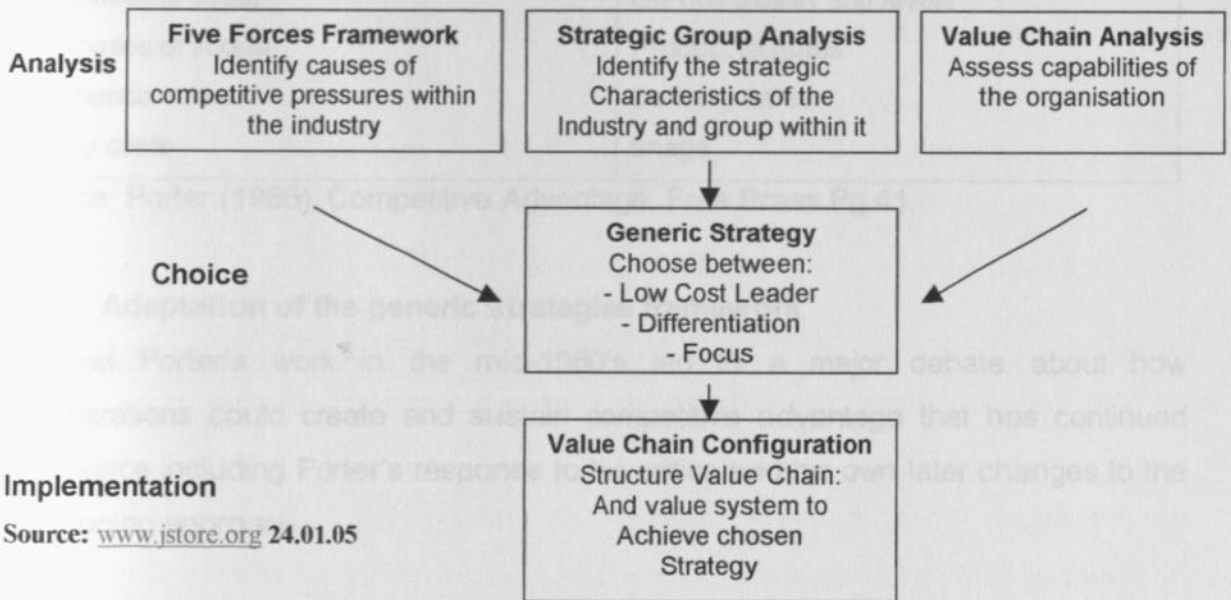 Analysis
Five Forces Framework
Identify causes of
competitive pressures within
the industry
Strategic Group Analysis
Identify the strategic
Characteristics of the
Industry and group within it
Value Chain Analysis
Assess capabilities of
the organisation
Porter (1985), Competitive Advantage, Free Press Pg 41.
Choice
Generic Strategy
Choose between:
- Low Cost Leader
- Differentiation
- Focus
Adaptation of the generic strategies
Porter's work in the mid-1980's a major debate about how
could create and sustain competitive advantage that has continued
including Porter's response to own later changes to the
Implementation
Value Chain Configuration
Structure Value Chain:
And value system to
Achieve chosen
Strategy
Source: www.jstore.org 24.01.05